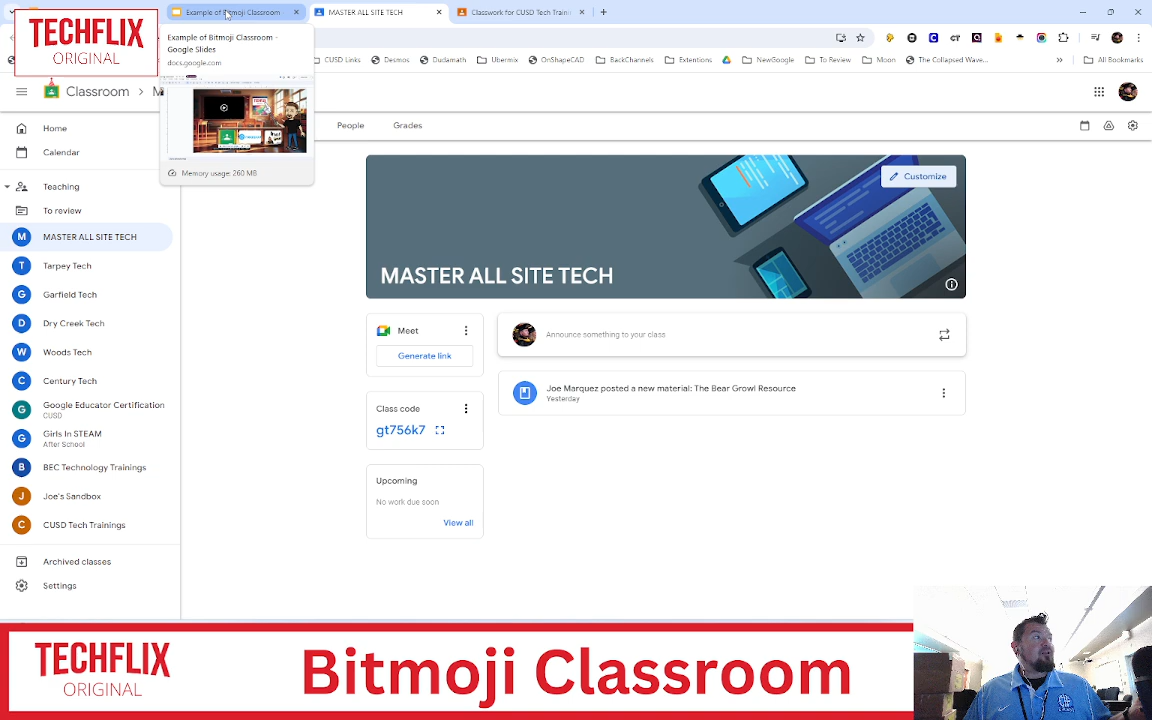 Example of Bitmoji Classroom
MASTER ALL SITE TECH
Classwork for CUSD Tech Traini
TECHFLIX
ORIGINAL
Example of Bitmoji Classroom -
Google Slides
docs.google.com
Memory usage: 260 MB
CUSD Links
Desmos
Dudamath
Ubermix
OnShapeCAD
BackChannels
Extentions
NewGoogle
To Review
Moon
The Collapsed Wave...
All Bookmarks
Classroom
M
People
Grades
Home
Calendar
Teaching
To review
M
MASTER ALL SITE TECH
T
Tarpey Tech
G
Garfield Tech
D
Dry Creek Tech
W
Woods Tech
C
Century Tech
G
Google Educator Certification
CUSD
G
Girls In STEAM
After School
B
BEC Technology Trainings
J
Joe's Sandbox
C
CUSD Tech Trainings
Archived classes
Settings
Customize
MASTER ALL SITE TECH
Meet
Generate link
Class code
gt756k7
Upcoming
No work due soon
View all
Announce something to your class
Joe Marquez posted a new material: The Bear Growl Resource
Yesterday
TECHFLIX
ORIGINAL
Bitmoji Classroom